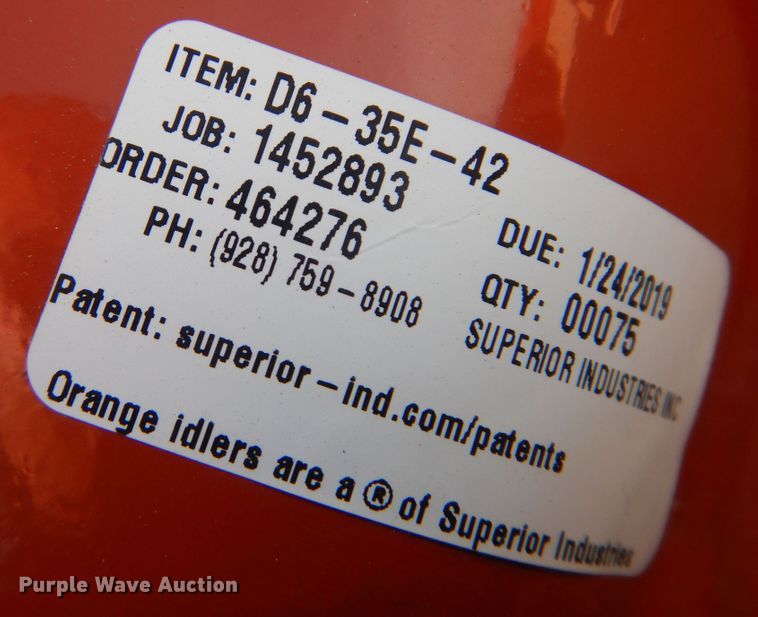 ITEM: D6-35E-42
JOB: 1452893
ORDER: 464276
PH: (928) 759-8908
DUE: 1/24/2019
QTY: 00075
SUPERIOR INDUSTRIES INC
Patent: superior-ind.com/patents
Orange idlers are a ® of Superior Industries
Purple Wave Auction